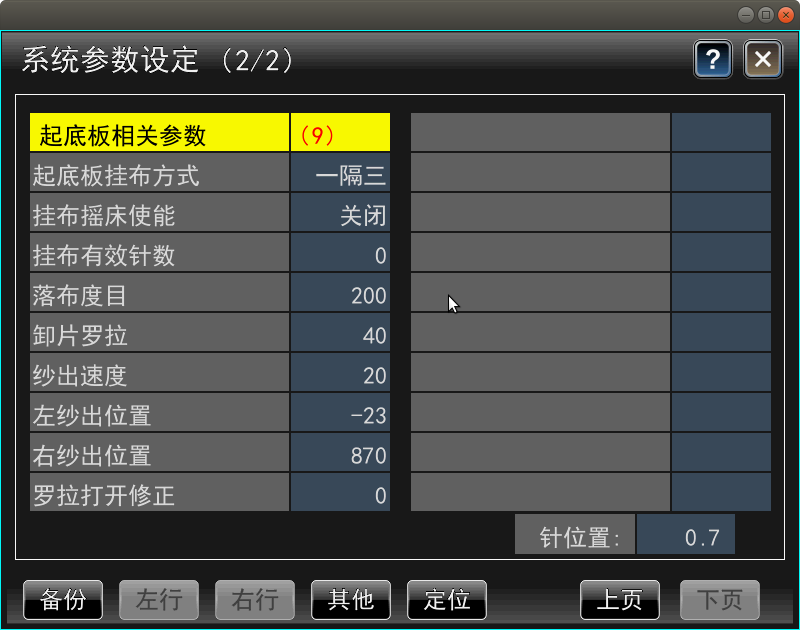 系统参数设定（2/2）
?
起底板相关参数 (9)
起底板挂布方式 一隔三
挂布摇床使能 关闭
挂布有效针数 0
落布度目 200
卸片罗拉 40
纱出速度 20
左纱出位置 -23
右纱出位置 870
罗拉打开修正 0
针位置: 0.7
备份 左行 右行 其他 定位 上页 下页